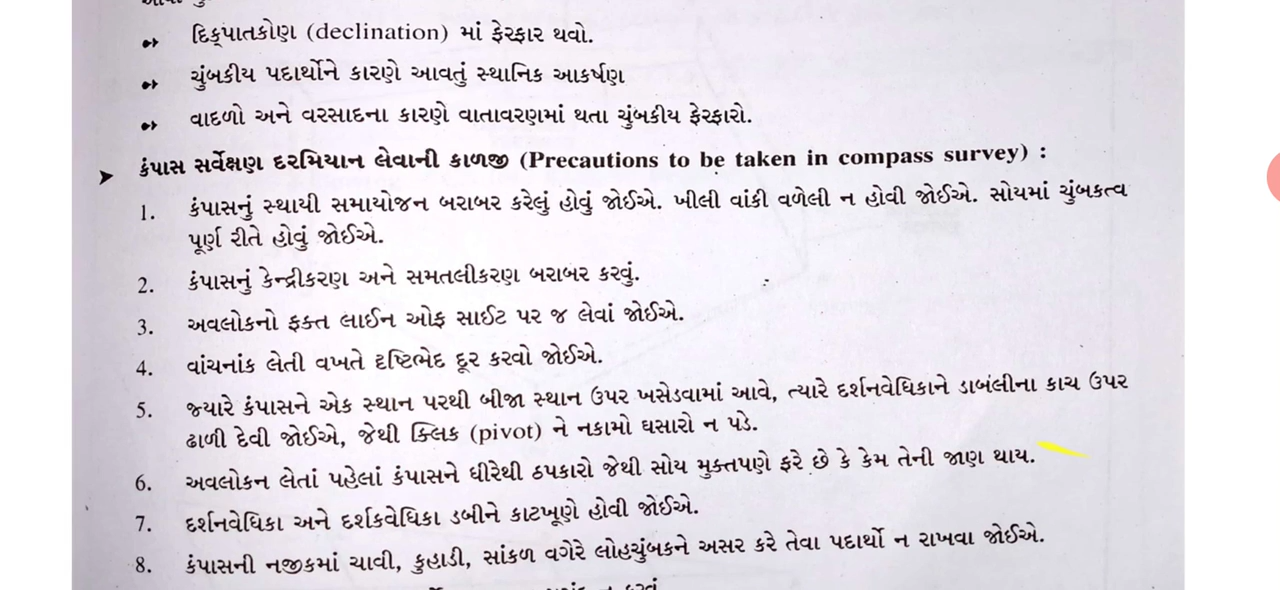 દિક્‌પાતકોણ (declination) માં ફેરફાર થવો.
ચુંબકીય પદાર્થોને કારણે આવતું સ્થાનિક આકર્ષણ
વાદળો અને વરસાદના કારણે વાતાવરણમાં થતા ચુંબકીય ફેરફારો.
➤ કંપાસ સર્વેક્ષણ દરમિયાન લેવાની કાળજી (Precautions to be taken in compass survey) :
1. કંપાસનું સ્થાયી સમાયોજન બરાબર કરેલું હોવું જોઈએ. ખીલી વાંકી વળેલી ન હોવી જોઈએ. સોયમાં ચુંબકત્વ
પૂર્ણ રીતે હોવું જોઈએ.
2. કંપાસનું કેન્દ્રીકરણ અને સમતલીકરણ બરાબર કરવું.
3. અવલોકનો ફક્ત લાઈન ઓફ સાઈટ પર જ લેવાં જોઈએ.
4. વાંચનાંક લેતી વખતે દૃષ્ટિભેદ દૂર કરવો જોઈએ.
5. જ્યારે કંપાસને એક સ્થાન પરથી બીજા સ્થાન ઉપર ખસેડવામાં આવે, ત્યારે દર્શનવેધિકાને ડાબલીના કાચ ઉપર
ઢાળી દેવી જોઈએ, જેથી ક્લિક (pivot) ને નકામો ઘસારો ન પડે.
6. અવલોકન લેતાં પહેલાં કંપાસને ધીરેથી ઠપકારો જેથી સોય મુક્તપણે ફરે છે કે કેમ તેની જાણ થાય.
7. દર્શનવેધિકા અને દર્શકવેધિકા ડબીને કાટખૂણે હોવી જોઈએ.
8. કંપાસની નજીકમાં ચાવી, કુહાડી, સાંકળ વગેરે લોહચુંબકને અસર કરે તેવા પદાર્થો ન રાખવા જોઈએ.